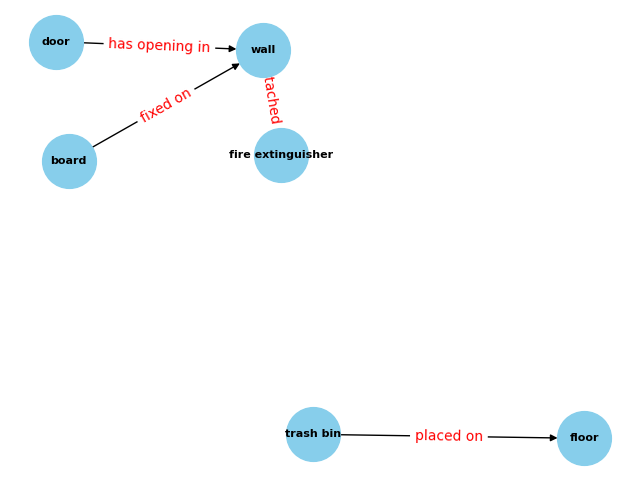 door
has opening in
wall
fixed on
tached
board
fire extinguisher
trash bin
placed on
floor